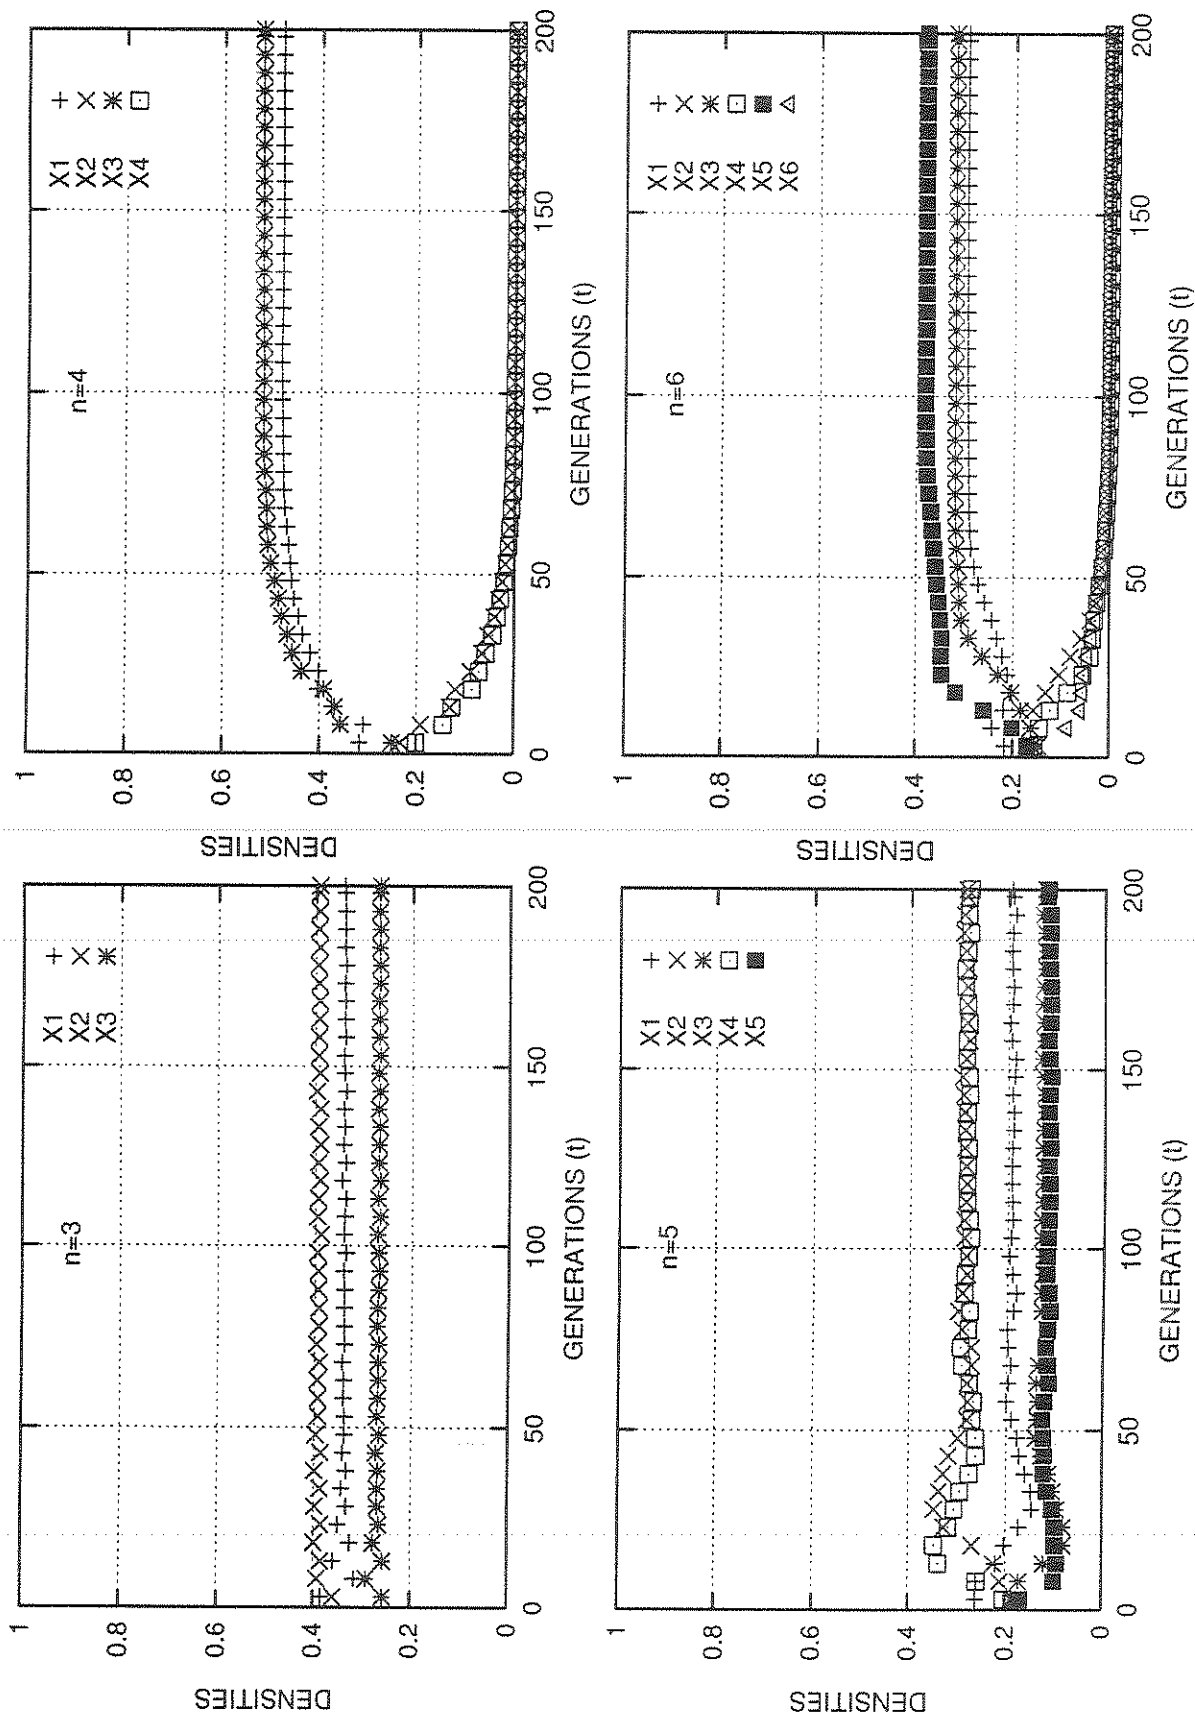 DENSITIES
1
0.8
0.6
0.4
0.2
0
n=3
X1
X2
X3
0
50
100
150
200
GENERATIONS (t)
DENSITIES
1
0.8
0.6
0.4
0.2
0
n=4
X1
X2
X3
X4
0
50
100
150
200
GENERATIONS (t)
DENSITIES
1
0.8
0.6
0.4
0.2
0
n=5
X1
X2
X3
X4
X5
0
50
100
150
200
GENERATIONS (t)
DENSITIES
1
0.8
0.6
0.4
0.2
0
n=6
X1
X2
X3
X4
X5
X6
0
50
100
150
200
GENERATIONS (t)